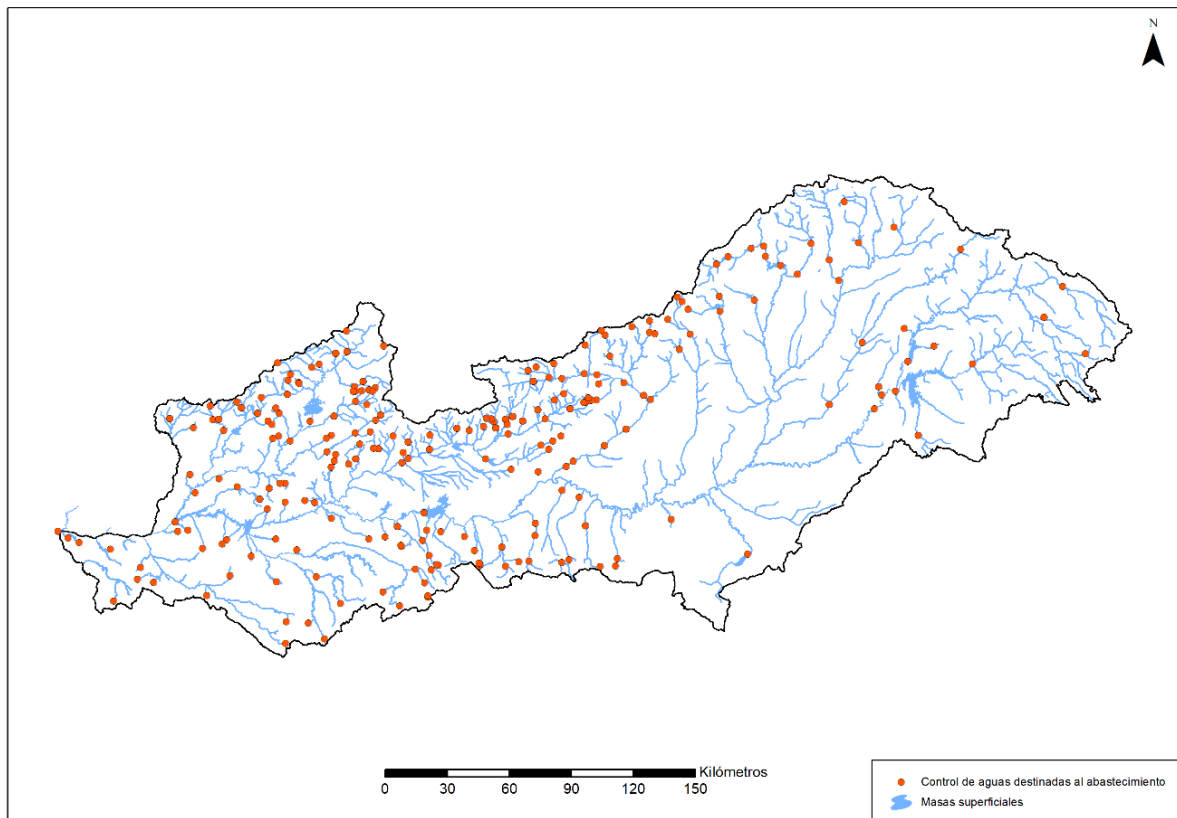 N
Kilómetros
0 30 60 90 120 150
Control de aguas destinadas al abastecimiento
Masas superficiales